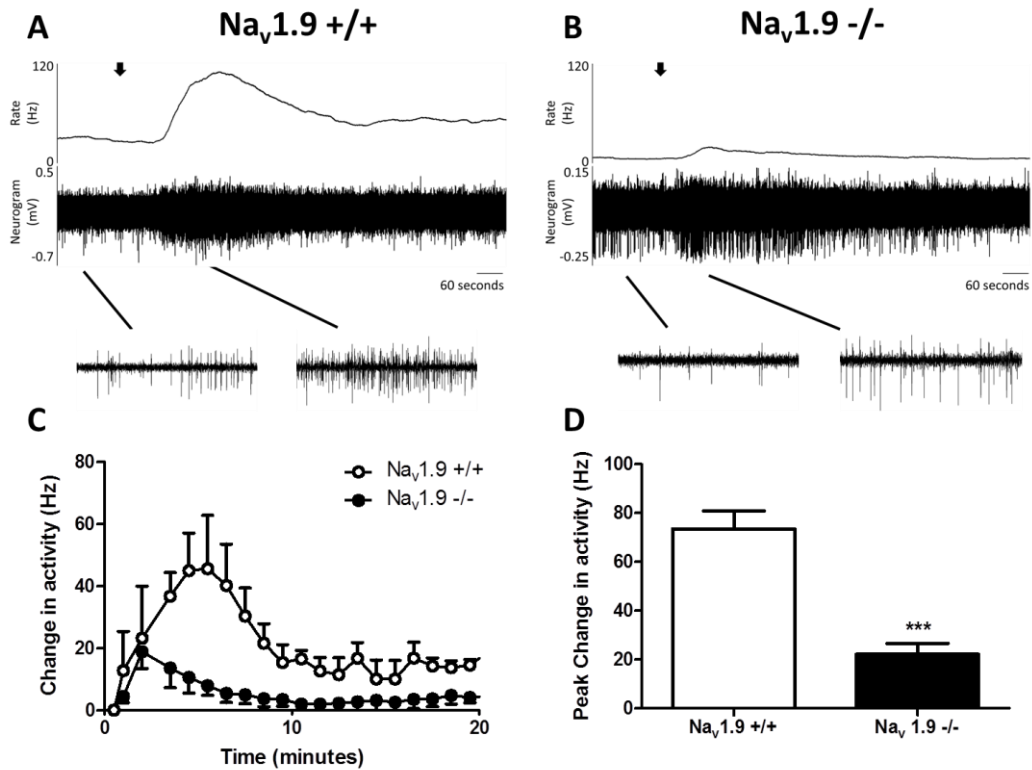 A
Naᵥ1.9 +/+
120
Rate
(Hz)
0
0.5
Neurogram
(mV)
-0.7
60 seconds
B
Naᵥ1.9 -/-
120
Rate
(Hz)
0
0.15
Neurogram
(mV)
-0.25
60 seconds
C
Change in activity (Hz)
80
60
40
20
0
0
10
20
Time (minutes)
Naᵥ1.9 +/+
Naᵥ1.9 -/-
D
Peak Change in activity (Hz)
100
80
60
40
20
0
***
Naᵥ1.9 +/+
Naᵥ 1.9 -/-